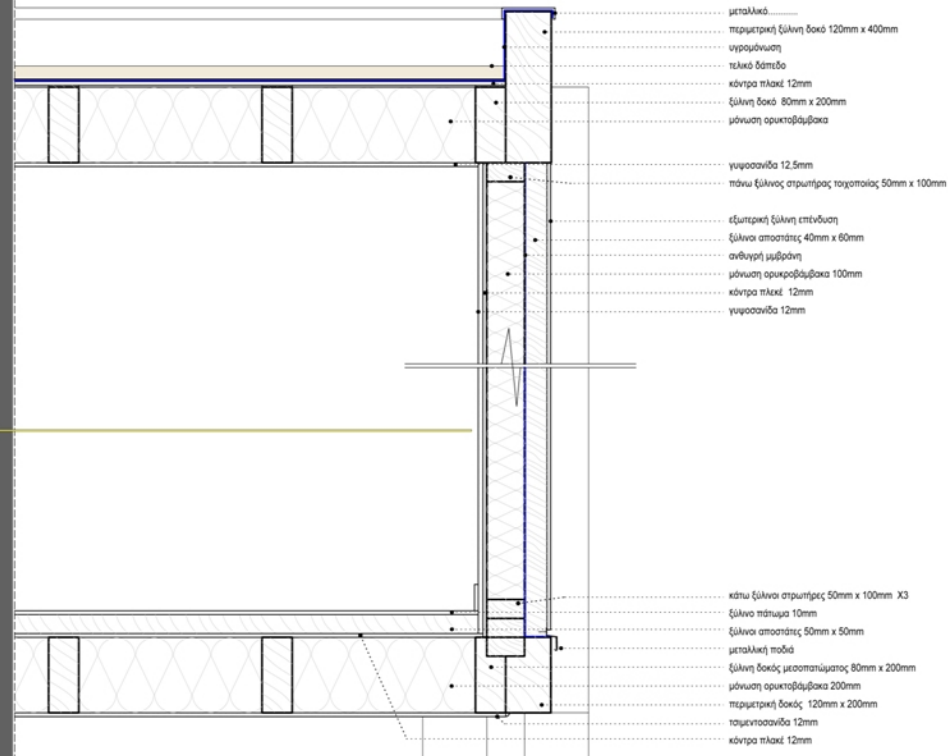 μεταλλικό..............
περιμετρική ξύλινη δοκό 120mm x 400mm
υγρομόνωση
τελικό δάπεδο
κόντρα πλακέ 12mm
ξύλινη δοκό 80mm x 200mm
μόνωση ορυκτοβάμβακα
γυψοσανίδα 12,5mm
πάνω ξύλινος στρωτήρας τοιχοποιίας 50mm x 100mm
εξωτερική ξύλινη επένδυση
ξύλινοι αποστάτες 40mm x 60mm
ανθυγρή μμβράνη
μόνωση ορυκροβάμβακα 100mm
κόντρα πλεκέ 12mm
γυψοσανίδα 12mm
κάτω ξύλινοι στρωτήρες 50mm x 100mm X3
ξύλινο πάτωμα 10mm
ξύλινοι αποστάτες 50mm x 50mm
μεταλλική ποδιά
ξύλινη δοκός μεσοπατώματος 80mm x 200mm
μόνωση ορυκτοβάμβακα 200mm
περιμετρική δοκός 120mm x 200mm
τσιμεντοσανίδα 12mm
κόντρα πλακέ 12mm